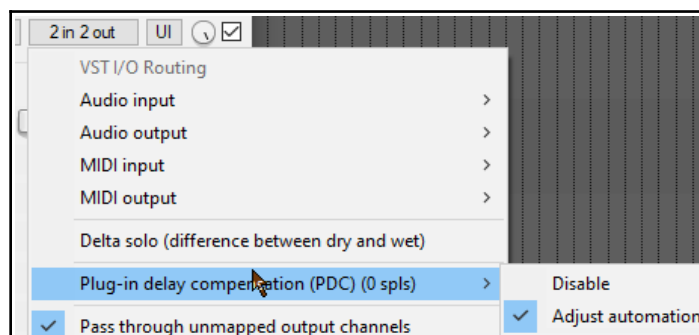 2 in 2 out UI
VST I/O Routing
Audio input
Audio output
MIDI input
MIDI output
Delta solo (difference between dry and wet)
Plug-in delay compensation (PDC) (0 spls)
Disable
Adjust automation
Pass through unmapped output channels